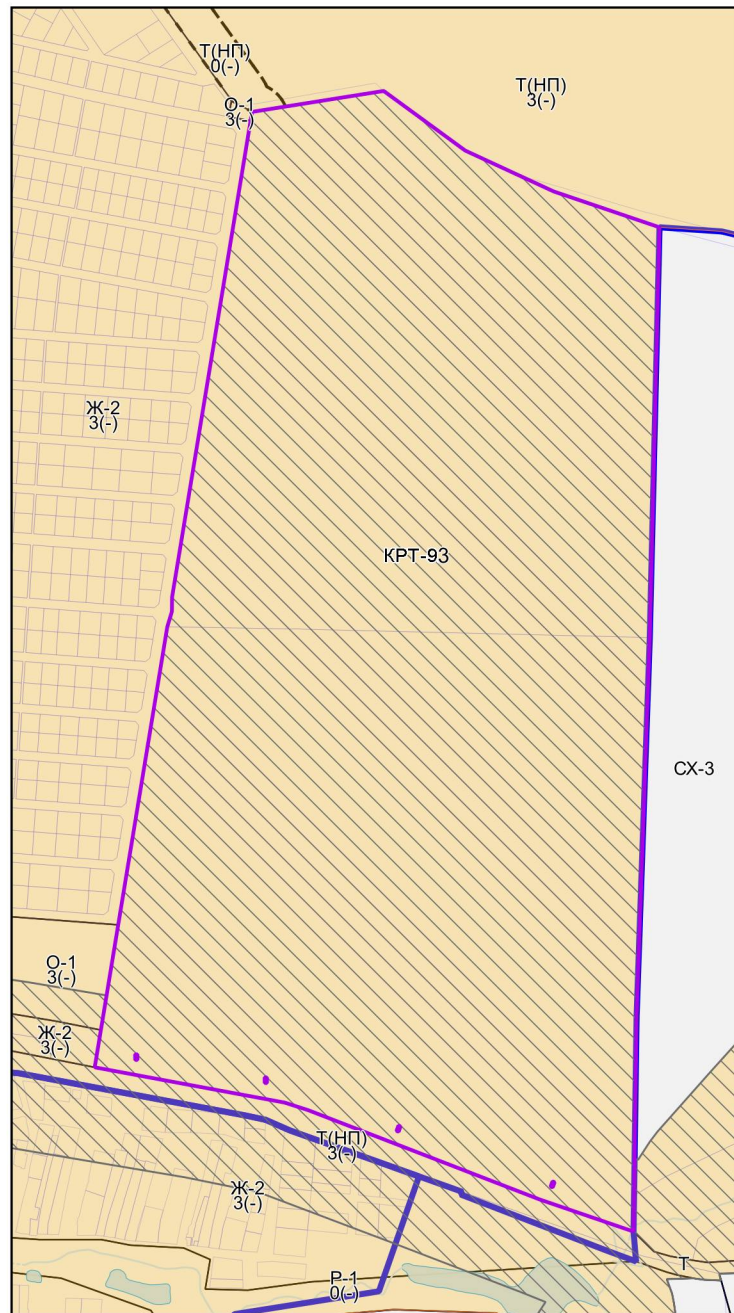 Т(НП)
0(-)
Т(НП)
3(-)
О-1
3(-)
Ж-2
3(-)
КРТ-93
СХ-3
О-1
3(-)
Ж-2
3(-)
Т(НП)
3(-)
Ж-2
3(-)
Т
Р-1
0(-)